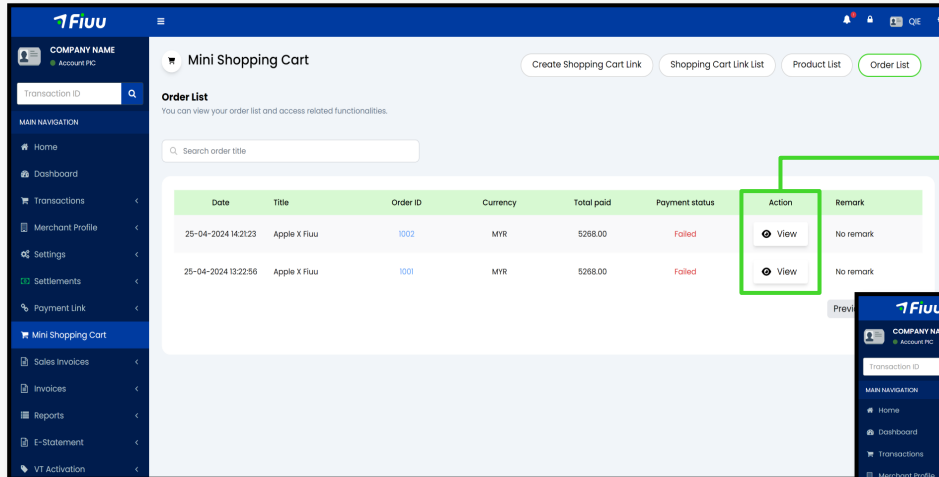 Fiuu
QIE
COMPANY NAME
Account PIC
Transaction ID
MAIN NAVIGATION
Home
Dashboard
Transactions
Merchant Profile
Settings
Settlements
Payment Link
Mini Shopping Cart
Sales Invoices
Invoices
Reports
E-Statement
VT Activation
Mini Shopping Cart
Create Shopping Cart Link
Shopping Cart Link List
Product List
Order List
Order List
You can view your order list and access related functionalities.
Search order title
Date Title Order ID Currency Total paid Payment status Action Remark
25-04-2024 14:21:23 Apple X Fiuu 1002 MYR 5268.00 Failed View No remark
25-04-2024 13:22:56 Apple X Fiuu 1001 MYR 5268.00 Failed View No remark
Fiuu
Account PIC
Transaction ID
MAIN NAVIGATION
Home
Dashboard
Transactions
Merchant Profile